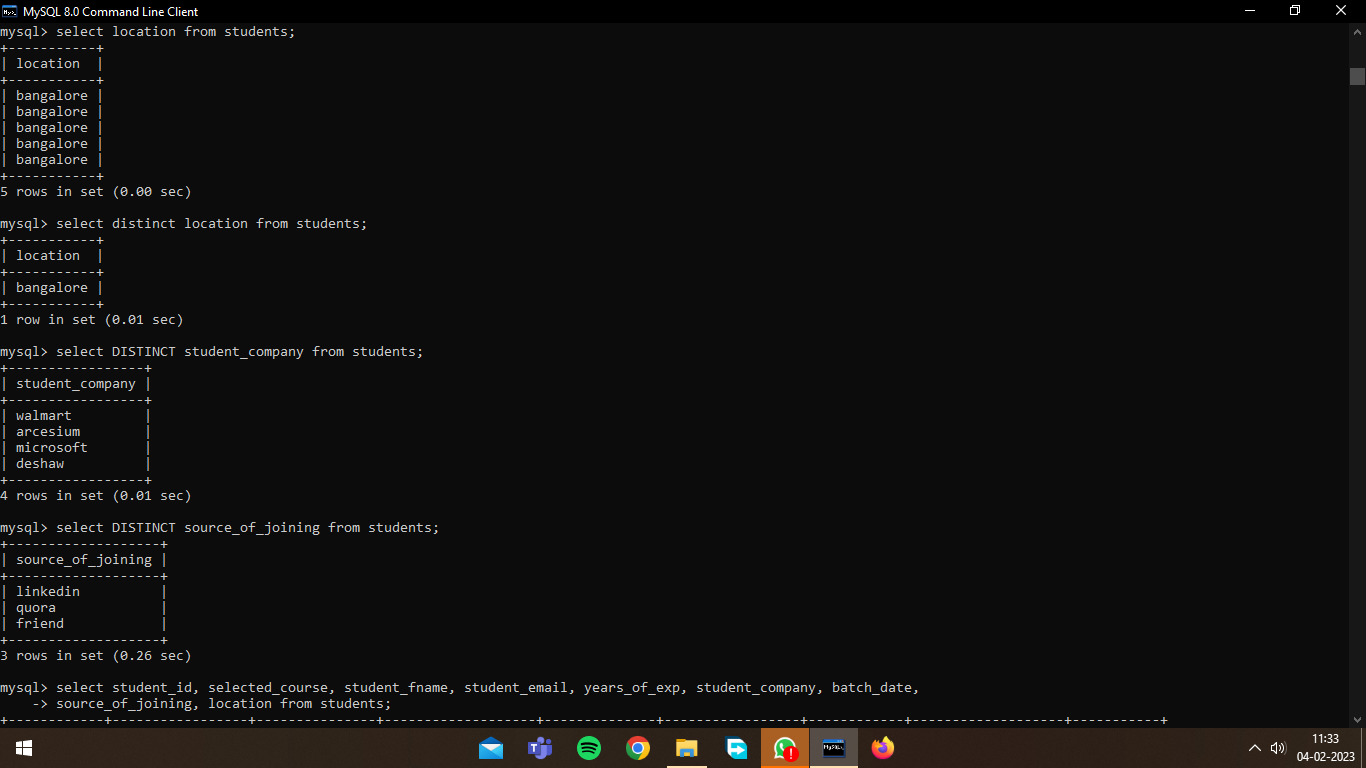 MySQL 8.0 Command Line Client
mysql> select location from students;
+-----------+
| location  |
+-----------+
| bangalore |
| bangalore |
| bangalore |
| bangalore |
| bangalore |
+-----------+
5 rows in set (0.00 sec)
mysql> select distinct location from students;
+-----------+
| location  |
+-----------+
| bangalore |
+-----------+
1 row in set (0.01 sec)
mysql> select DISTINCT student_company from students;
+-----------------+
| student_company |
+-----------------+
| walmart         |
| arcesium        |
| microsoft       |
| deshaw          |
+-----------------+
4 rows in set (0.01 sec)
mysql> select DISTINCT source_of_joining from students;
+-------------------+
| source_of_joining |
+-------------------+
| linkedin          |
| quora             |
| friend            |
+-------------------+
3 rows in set (0.26 sec)
mysql> select student_id, selected_course, student_fname, student_email, years_of_exp, student_company, batch_date,
    -> source_of_joining, location from students;
+------------+-----------------+---------------+-------------------+--------------+-----------------+------------+-------------------+-----------+
11:33
04-02-2023